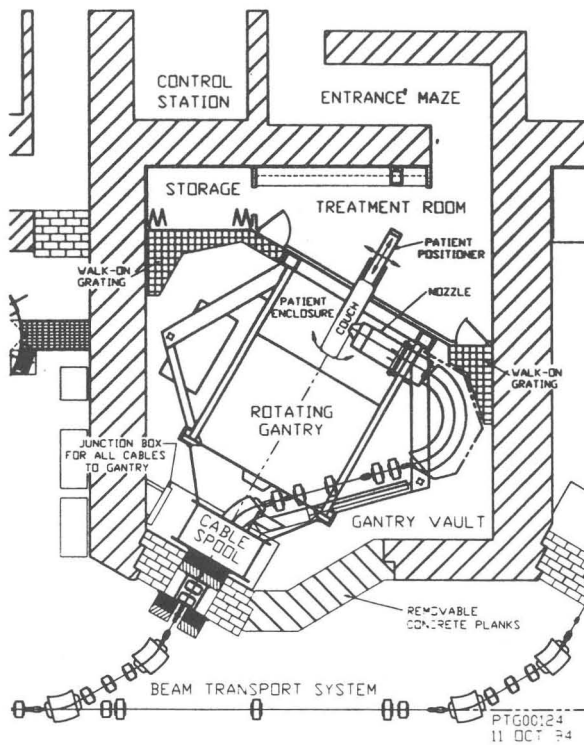 CONTROL
STATION
ENTRANCE MAZE
STORAGE
TREATMENT ROOM
PATIENT
POSITIONER
WALK-ON
GRATING
NOZZLE
PATIENT
ENCLOSURE
COUCH
WALK-ON
GRATING
ROTATING
GANTRY
JUNCTION BOX
FOR ALL CABLES
TO GANTRY
CABLE
SPOOL
GANTRY VAULT
REMOVABLE
CONCRETE PLANKS
BEAM TRANSPORT SYSTEM
PTG00124
11 OCT 94